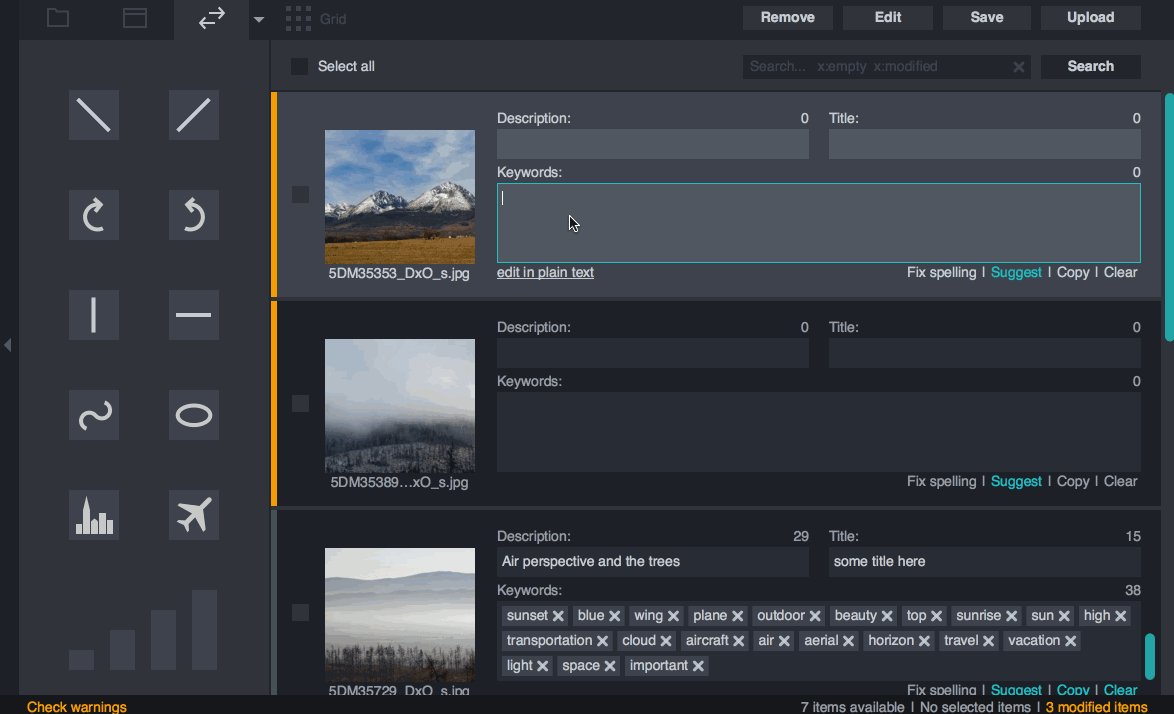 Grid
Remove
Edit
Save
Upload
Select all
Search... x:empty x:modified
Search
Description: 0
Title: 0
Keywords: 0
5DM35353_DxO_s.jpg
edit in plain text
Fix spelling | Suggest | Copy | Clear
Description: 0
Title: 0
Keywords: 0
5DM35389...xO_s.jpg
Fix spelling | Suggest | Copy | Clear
Description: 29
Title: 15
Air perspective and the trees
some title here
Keywords: 38
sunset blue wing plane outdoor beauty top sunrise sun high
transportation cloud aircraft air aerial horizon travel vacation
light space important
5DM35729_DxO_s.jpg
Fix spelling | Suggest | Copy | Clear
Check warnings
7 items available | No selected items | 3 modified items